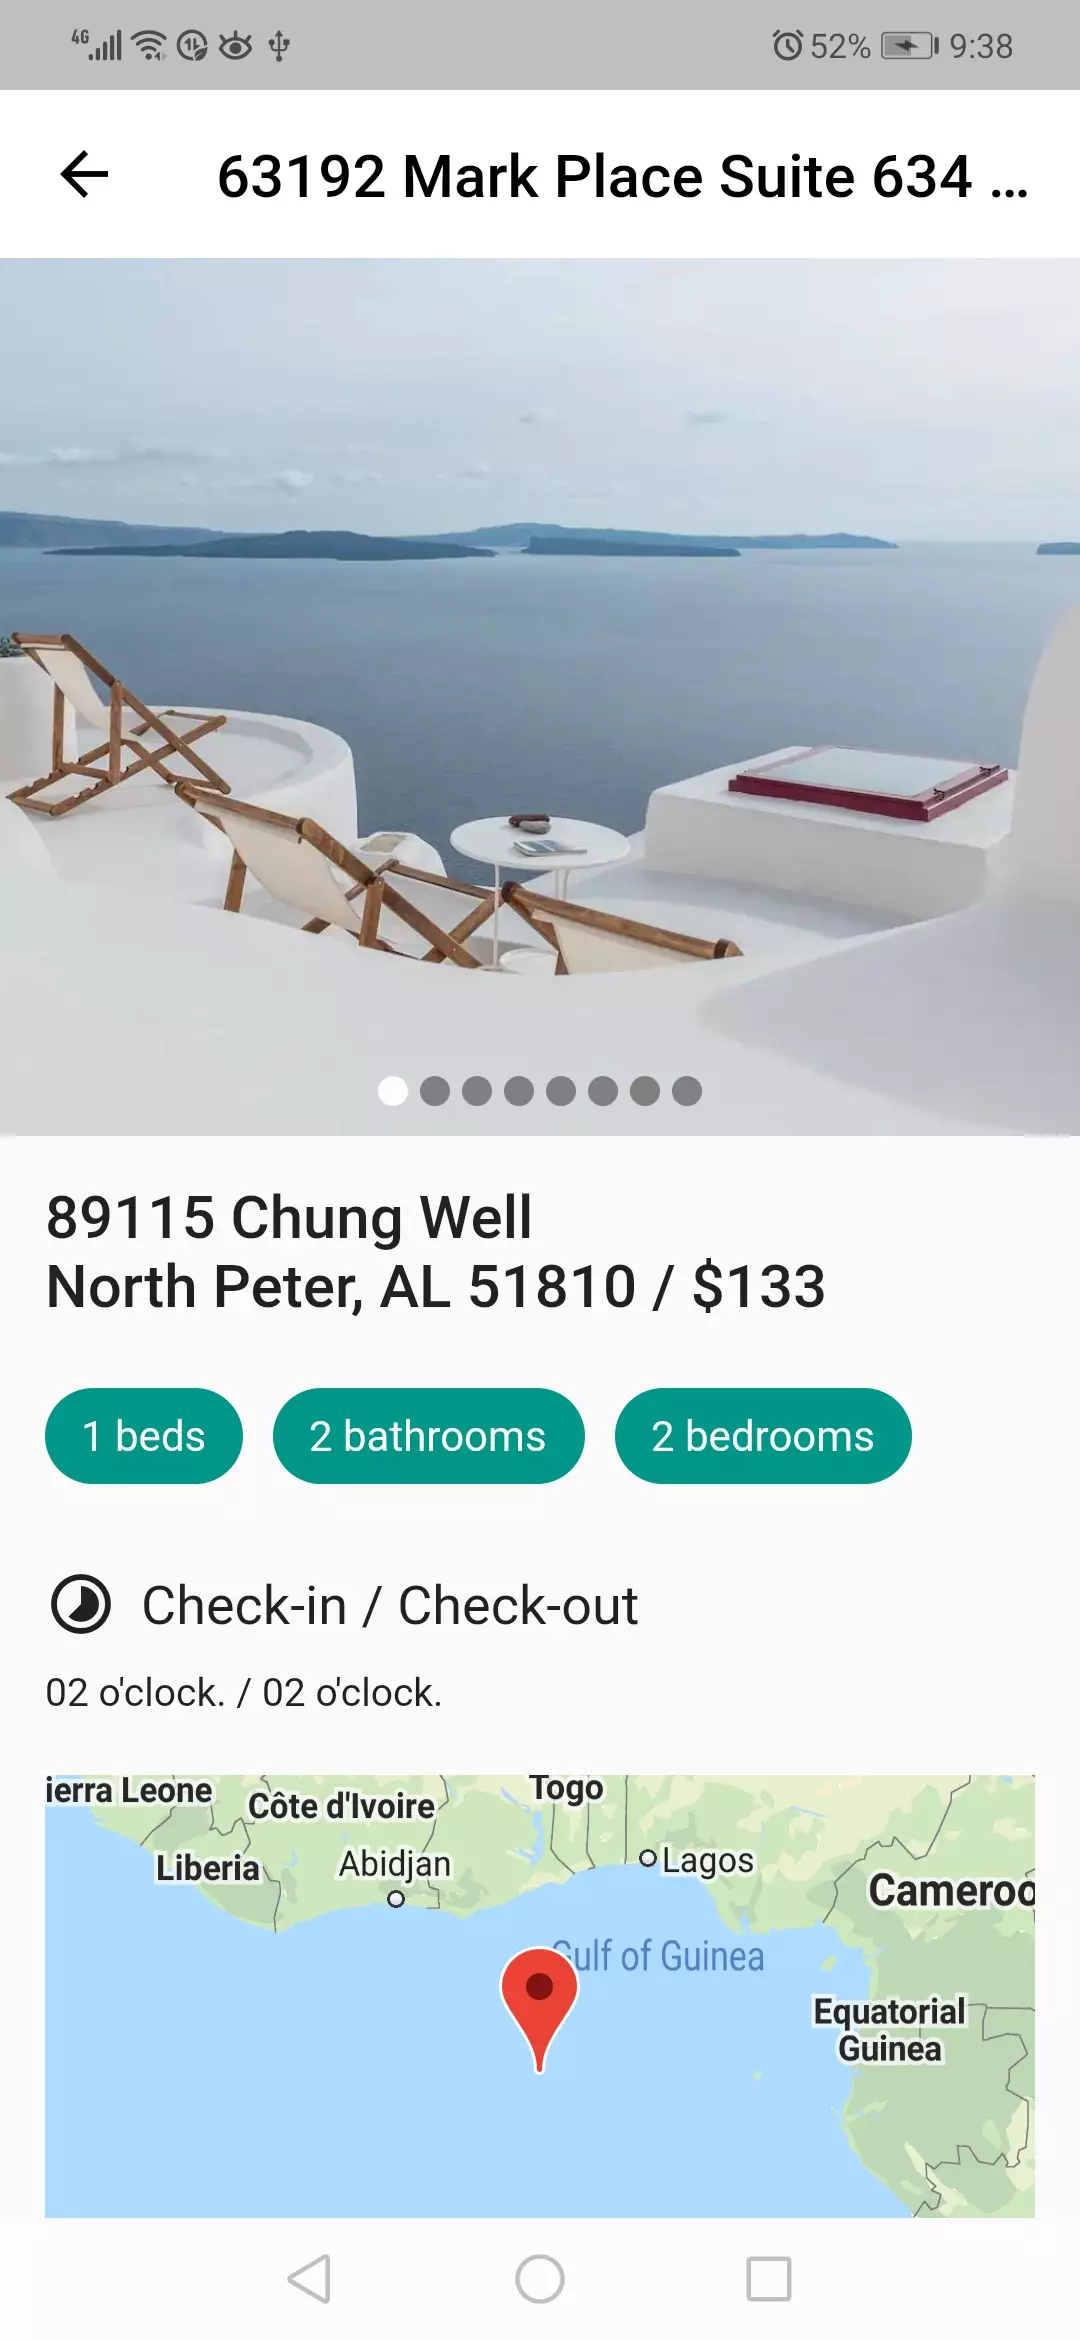 4G 52% 9:38
63192 Mark Place Suite 634 ...
89115 Chung Well
North Peter, AL 51810 / $133
1 beds 2 bathrooms 2 bedrooms
Check-in / Check-out
02 o'clock. / 02 o'clock.
ierra Leone
Côte d'Ivoire
Togo
Liberia
Abidjan
Lagos
Cameroo
Gulf of Guinea
Equatorial
Guinea